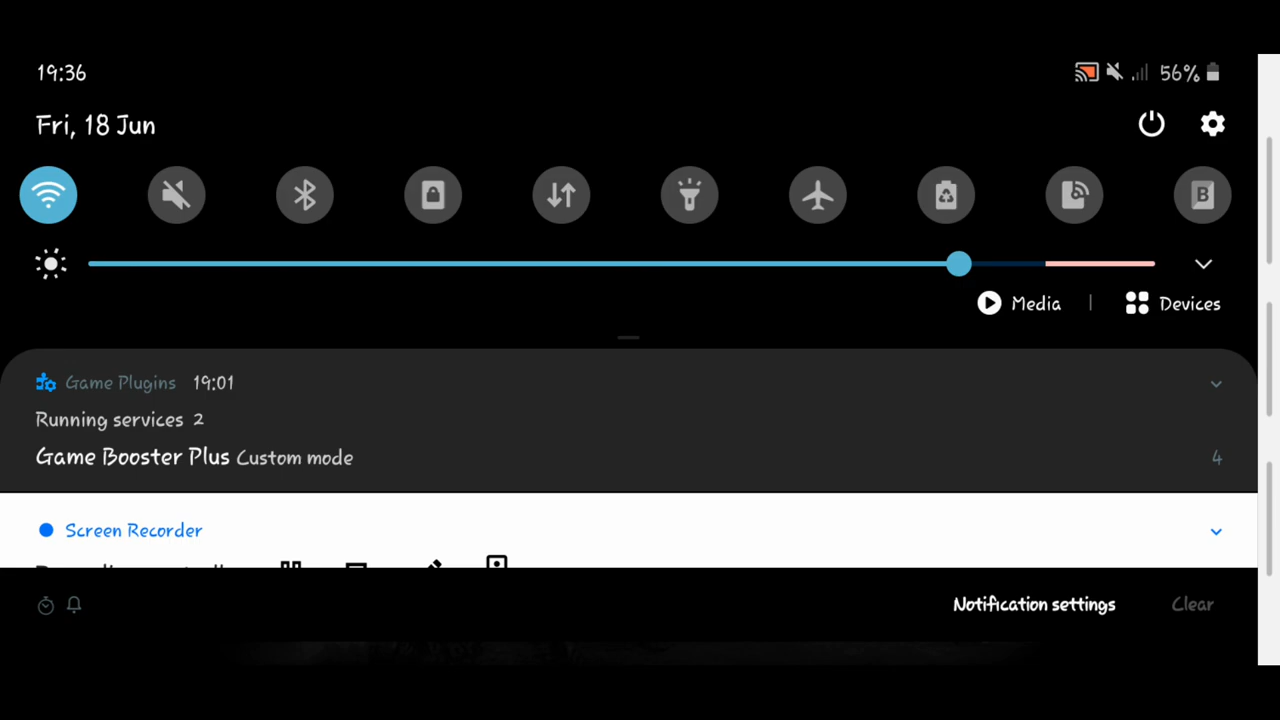 19:36
56%
Fri, 18 Jun
B
Media | Devices
Game Plugins 19:01
Running services 2
Game Booster Plus Custom mode 4
Screen Recorder
Notification settings Clear